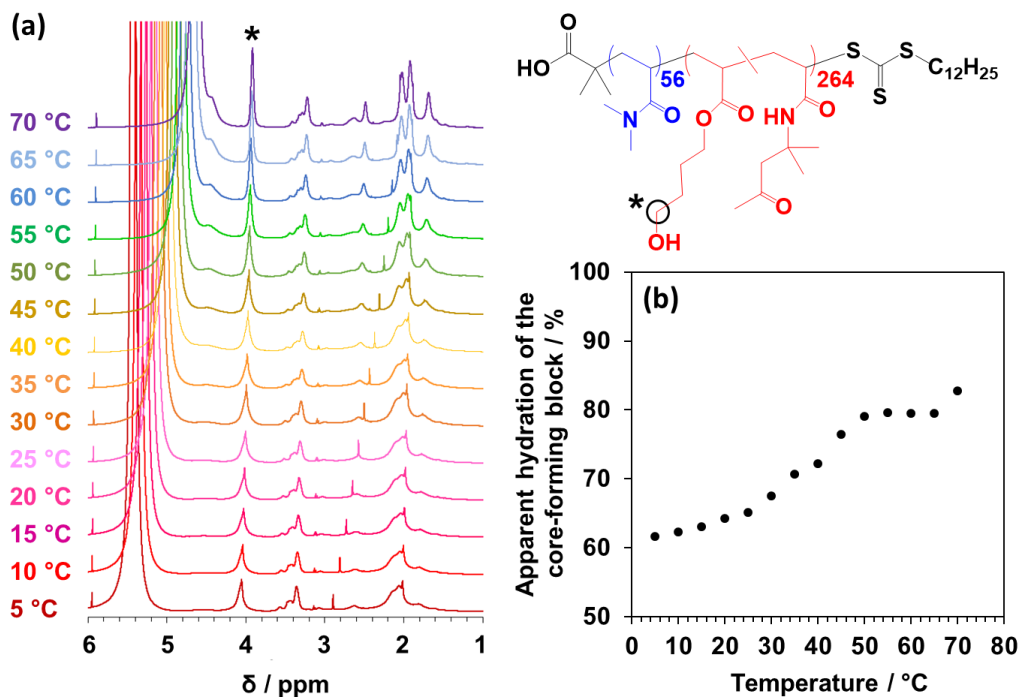 (a)
*
70 °C
65 °C
60 °C
55 °C
50 °C
45 °C
40 °C
35 °C
30 °C
25 °C
20 °C
15 °C
10 °C
5 °C
6 5 4 3 2 1
δ / ppm
O
HO
56
N
O
O
O
264
HN
O
S
S
S
C12H25
O
*
OH
(b)
Apparent hydration of the
core-forming block / %
100
90
80
70
60
50
0 10 20 30 40 50 60 70 80
Temperature / °C